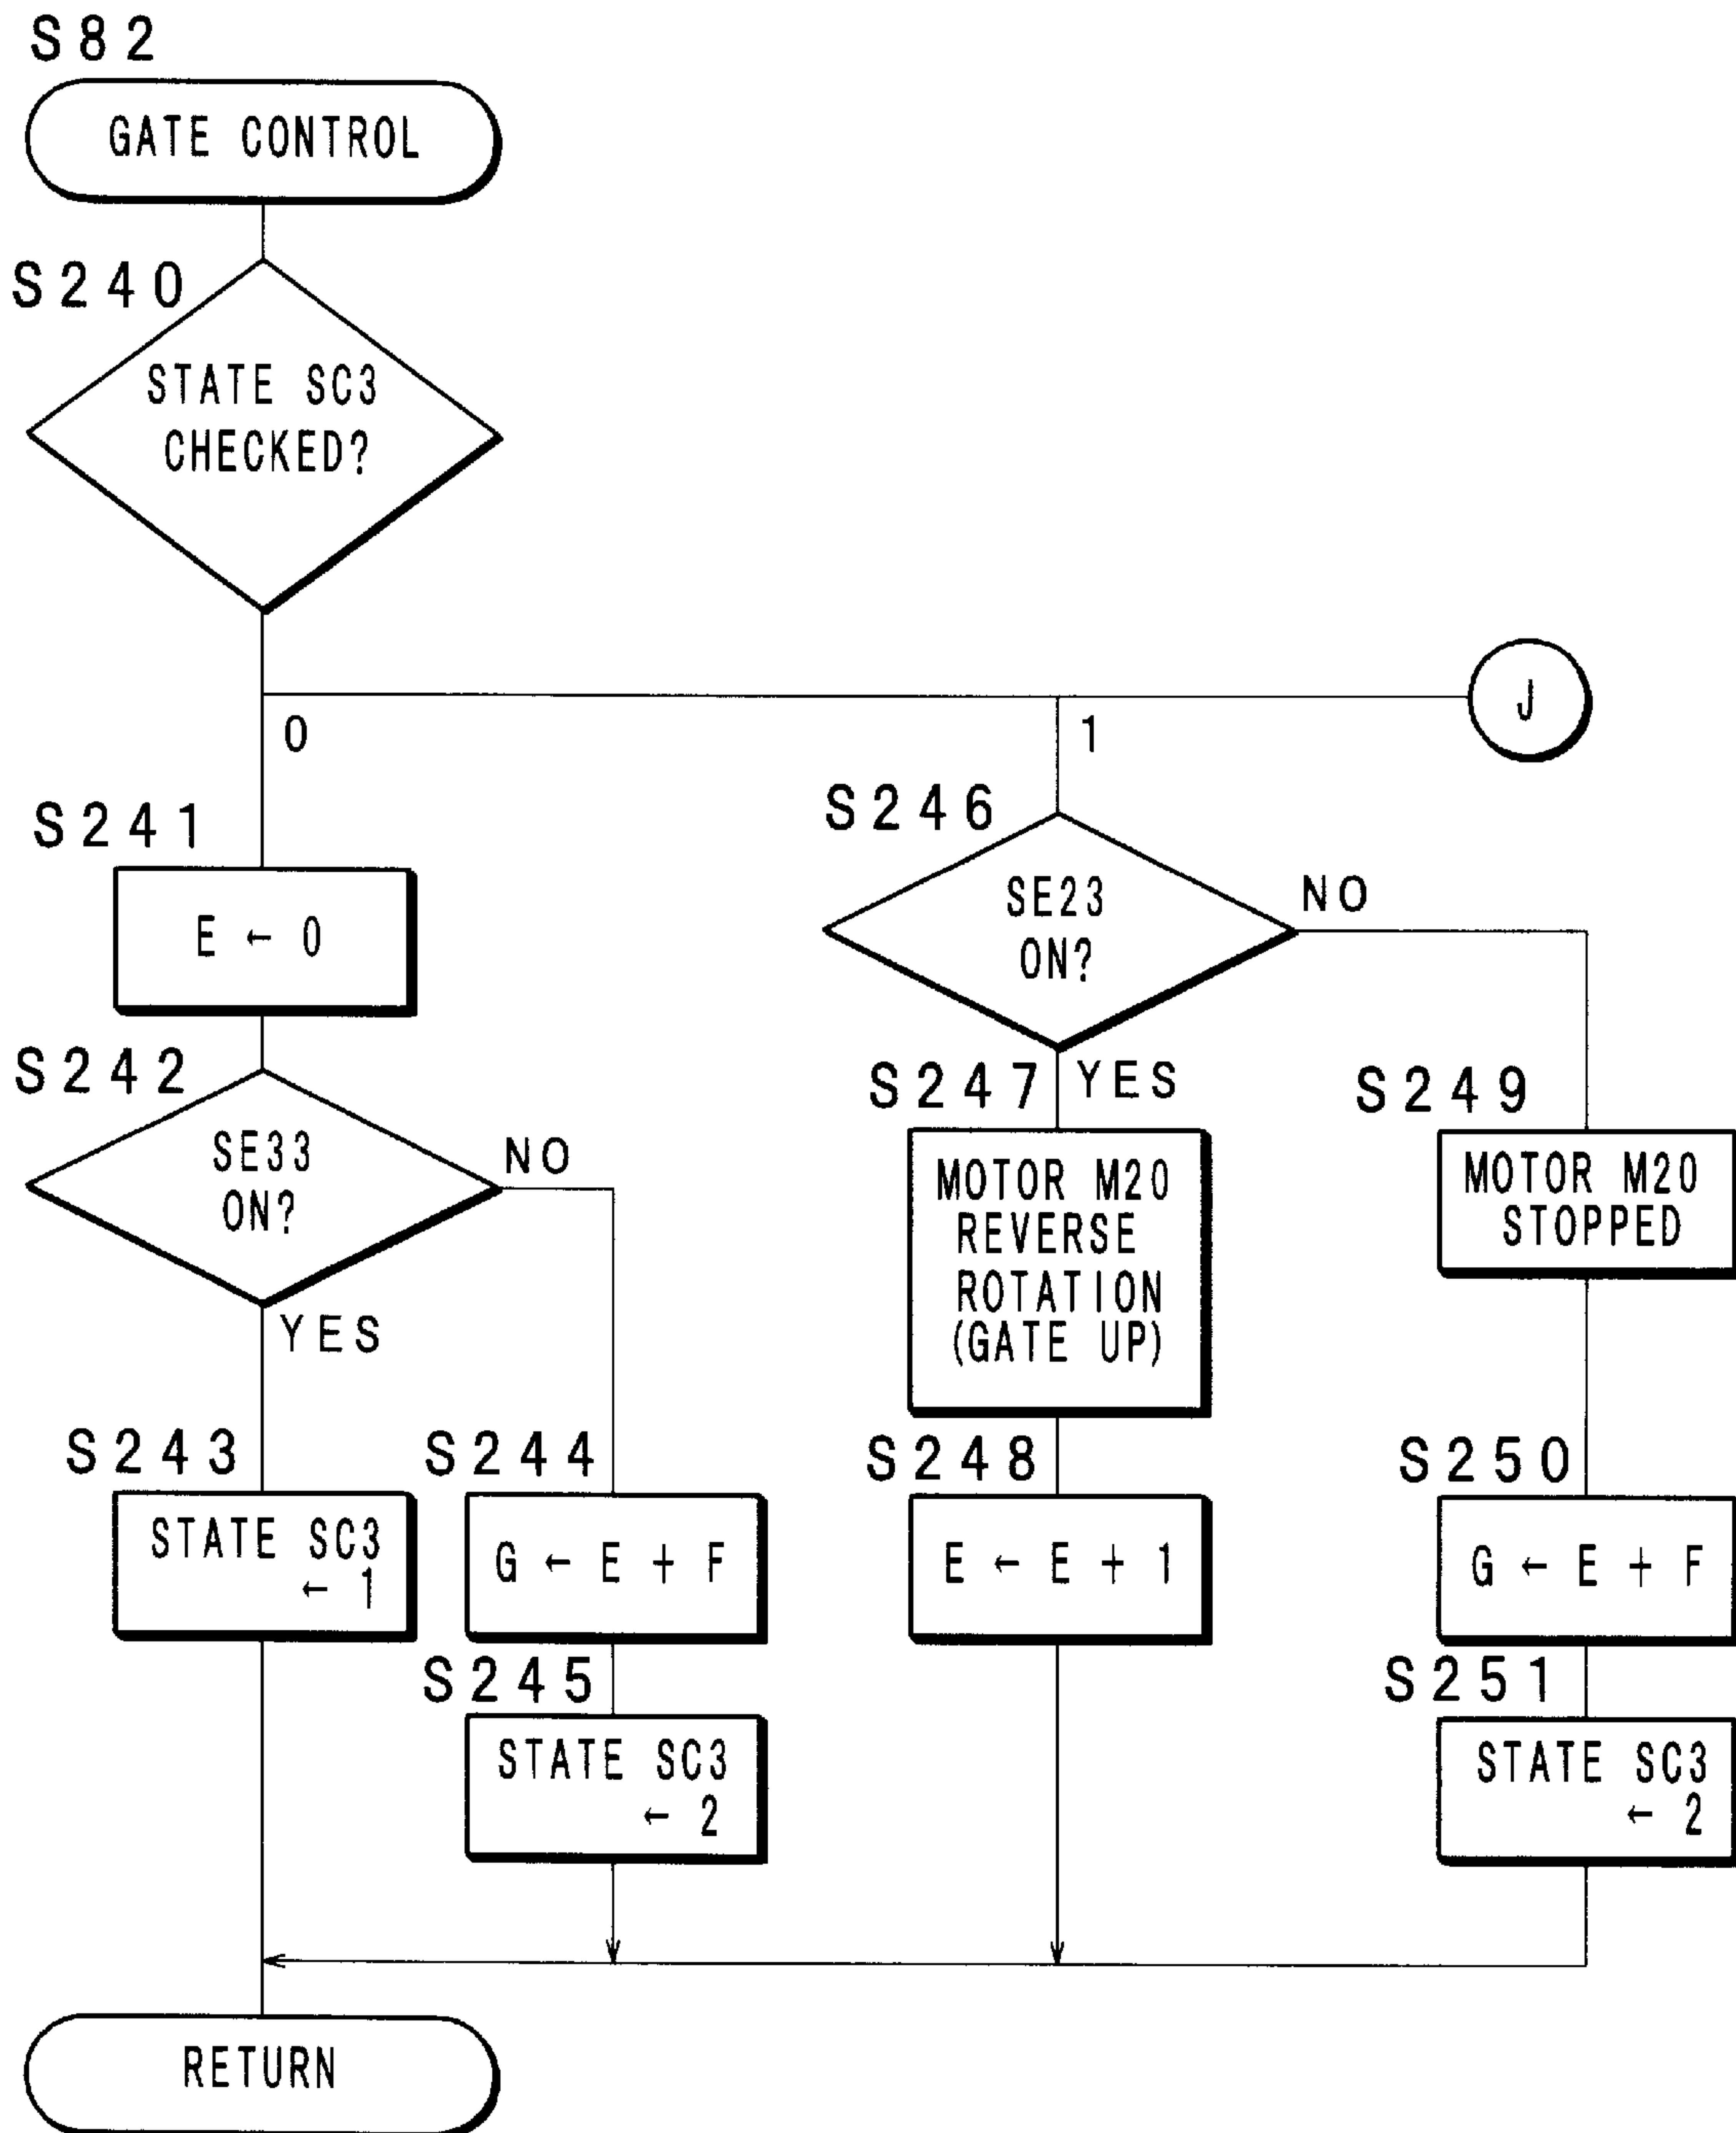 S82
GATE CONTROL
S240
STATE SC3
CHECKED?
J
0
1
S241
E ← 0
S242
SE33
ON?
NO
YES
S243
STATE SC3
← 1
S244
G ← E + F
S245
STATE SC3
← 2
S246
SE23
ON?
NO
YES
S247
MOTOR M20
REVERSE
ROTATION
(GATE UP)
S248
E ← E + 1
S249
MOTOR M20
STOPPED
S250
G ← E + F
S251
STATE SC3
← 2
RETURN